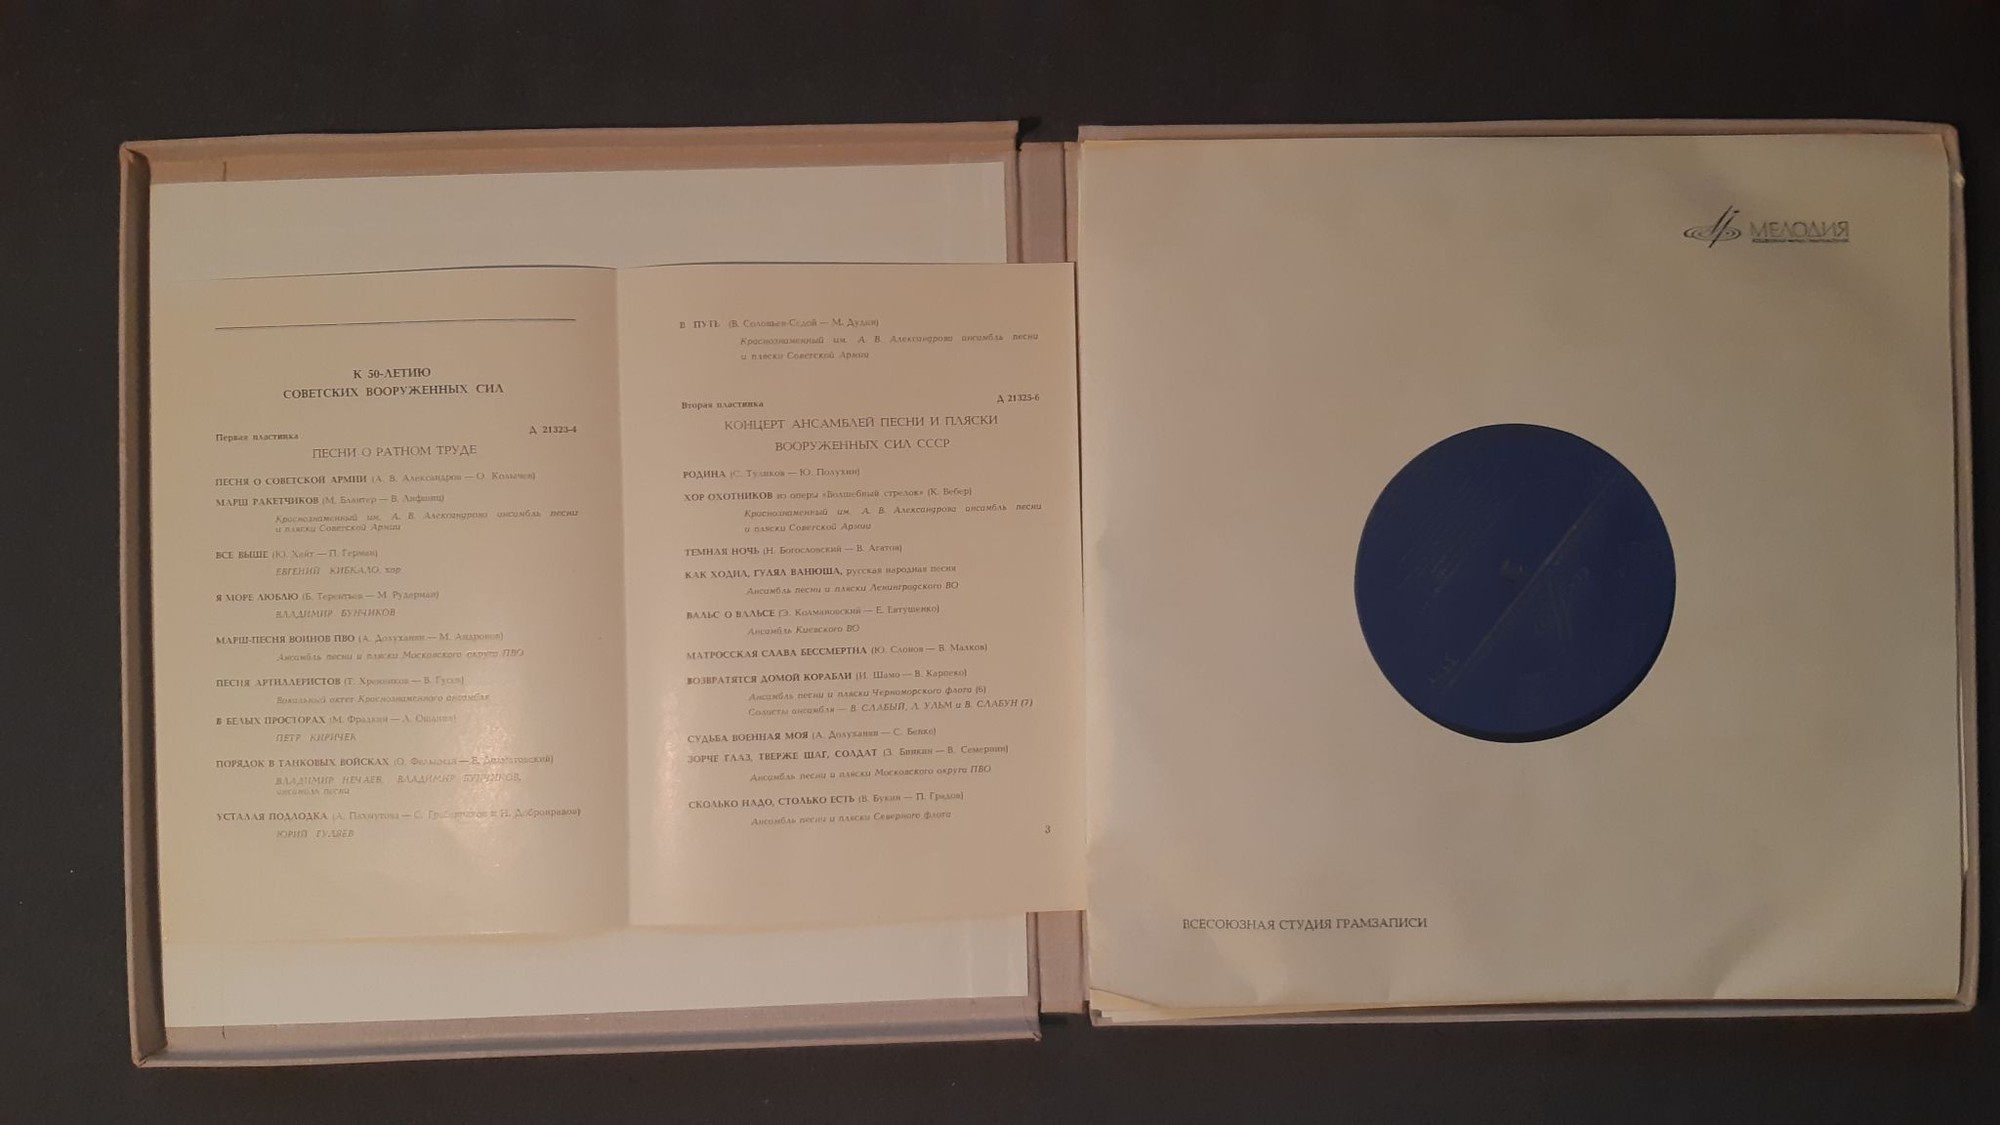 К 50-ЛЕТИЮ
СОВЕТСКИХ ВООРУЖЕННЫХ СИЛ
Первая пластинка
Д 21323-4
ПЕСНИ О РАТНОМ ТРУДЕ
ПЕСНЯ О СОВЕТСКОЙ АРМИИ (А. В. Александров — О. Колычев)
МАРШ РАКЕТЧИКОВ (М. Блантер — В. Лифшиц)
Краснознаменный им. А. В. Александрова ансамбль песни
и пляски Советской Армии
ВСЕ ВЫШЕ (Ю. Хайт — П. Герман)
ЕВГЕНИЙ КИБКАЛО, хор
Я МОРЕ ЛЮБЛЮ (Б. Терентьев — М. Рудерман)
ВЛАДИМИР БУНЧИКОВ
МАРШ-ПЕСНЯ ВОИНОВ ПВО (А. Долуханян — М. Андронов)
Ансамбль песни и пляски Московского округа ПВО
ПЕСНЯ АРТИЛЛЕРИСТОВ (Т. Хренников — В. Гусев)
Вокальный октет Краснознаменного ансамбля
В БЕЛЫХ ПРОСТОРАХ (М. Фрадкин — Л. Ошанин)
ПЕТР КИРИЧЕК
ПОРЯДОК В ТАНКОВЫХ ВОЙСКАХ (О. Фельцман — Е. Долматовский)
ВЛАДИМИР НЕЧАЕВ, ВЛАДИМИР БУНЧИКОВ,
ансамбль песни
УСТАЛАЯ ПОДЛОДКА (А. Пахмутова — С. Гребенников и Н. Добронравов)
ЮРИЙ ГУЛЯЕВ
В ПУТЬ (В. Соловьев-Седой — М. Дудин)
Краснознаменный им. А. В. Александрова ансамбль песни
и пляски Советской Армии
Вторая пластинка
Д 21325-6
КОНЦЕРТ АНСАМБЛЕЙ ПЕСНИ И ПЛЯСКИ
ВООРУЖЕННЫХ СИЛ СССР
РОДИНА (С. Туликов — Ю. Полухин)
ХОР ОХОТНИКОВ из оперы «Волшебный стрелок» (К. Вебер)
Краснознаменный им. А. В. Александрова ансамбль песни
и пляски Советской Армии
ТЕМНАЯ НОЧЬ (Н. Богословский — В. Агатов)
КАК ХОДИЛ, ГУЛЯЛ ВАНЮША, русская народная песня
Ансамбль песни и пляски Ленинградского ВО
ВАЛЬС О ВАЛЬСЕ (Э. Колмановский — Е. Евтушенко)
Ансамбль Киевского ВО
МАТРОССКАЯ СЛАВА БЕССМЕРТНА (Ю. Слонов — В. Малков)
ВОЗВРАТЯТСЯ ДОМОЙ КОРАБЛИ (И. Шамо — В. Карпеко)
Ансамбль песни и пляски Черноморского флота (6)
Солисты ансамбля — В. СЛАБЫЙ, Л. УЛЬМ и В. СЛАБУН (7)
СУДЬБА ВОЕННАЯ МОЯ (А. Долуханян — С. Бенке)
ЗОРЧЕ ГЛАЗ, ТВЕРЖЕ ШАГ, СОЛДАТ (З. Бинкин — В. Семернин)
Ансамбль песни и пляски Московского округа ПВО
СКОЛЬКО НАДО, СТОЛЬКО ЕСТЬ (В. Букин — П. Градов)
Ансамбль песни и пляски Северного флота
3
МЕЛОДИЯ
ВСЕСОЮЗНАЯ СТУДИЯ ГРАМЗАПИСИ